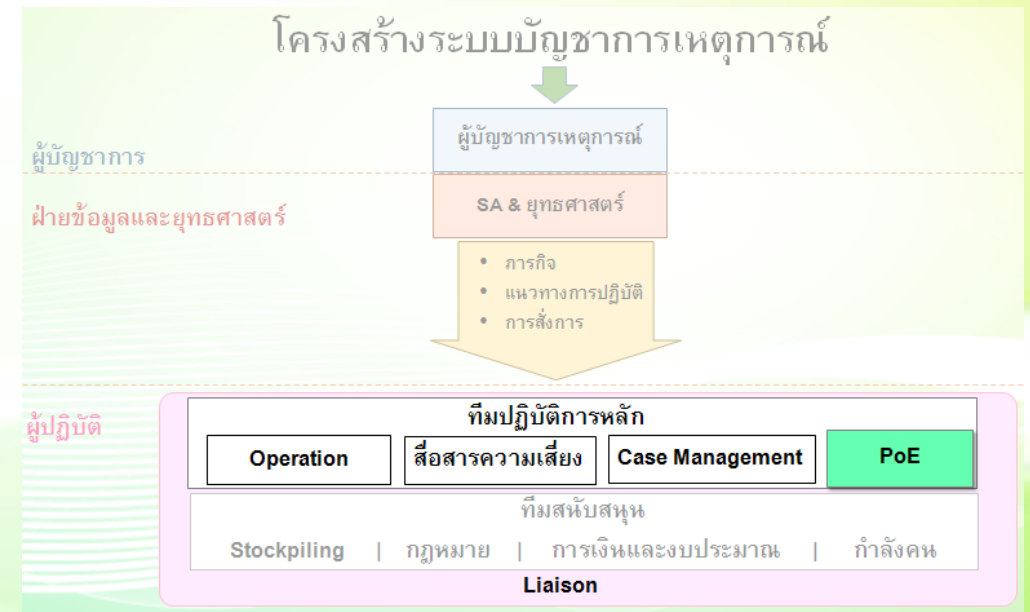 โครงสร้างระบบบัญชาการเหตุการณ์
ผู้บัญชาการเหตุการณ์
ผู้บัญชาการ
SA & ยุทธศาสตร์
ฝ่ายข้อมูลและยุทธศาสตร์
• ภารกิจ
• แนวทางการปฏิบัติ
• การสั่งการ
ผู้ปฏิบัติ
ทีมปฏิบัติการหลัก
Operation สื่อสารความเสี่ยง Case Management PoE
ทีมสนับสนุน
Stockpiling | กฎหมาย | การเงินและงบประมาณ | กำลังคน
Liaison